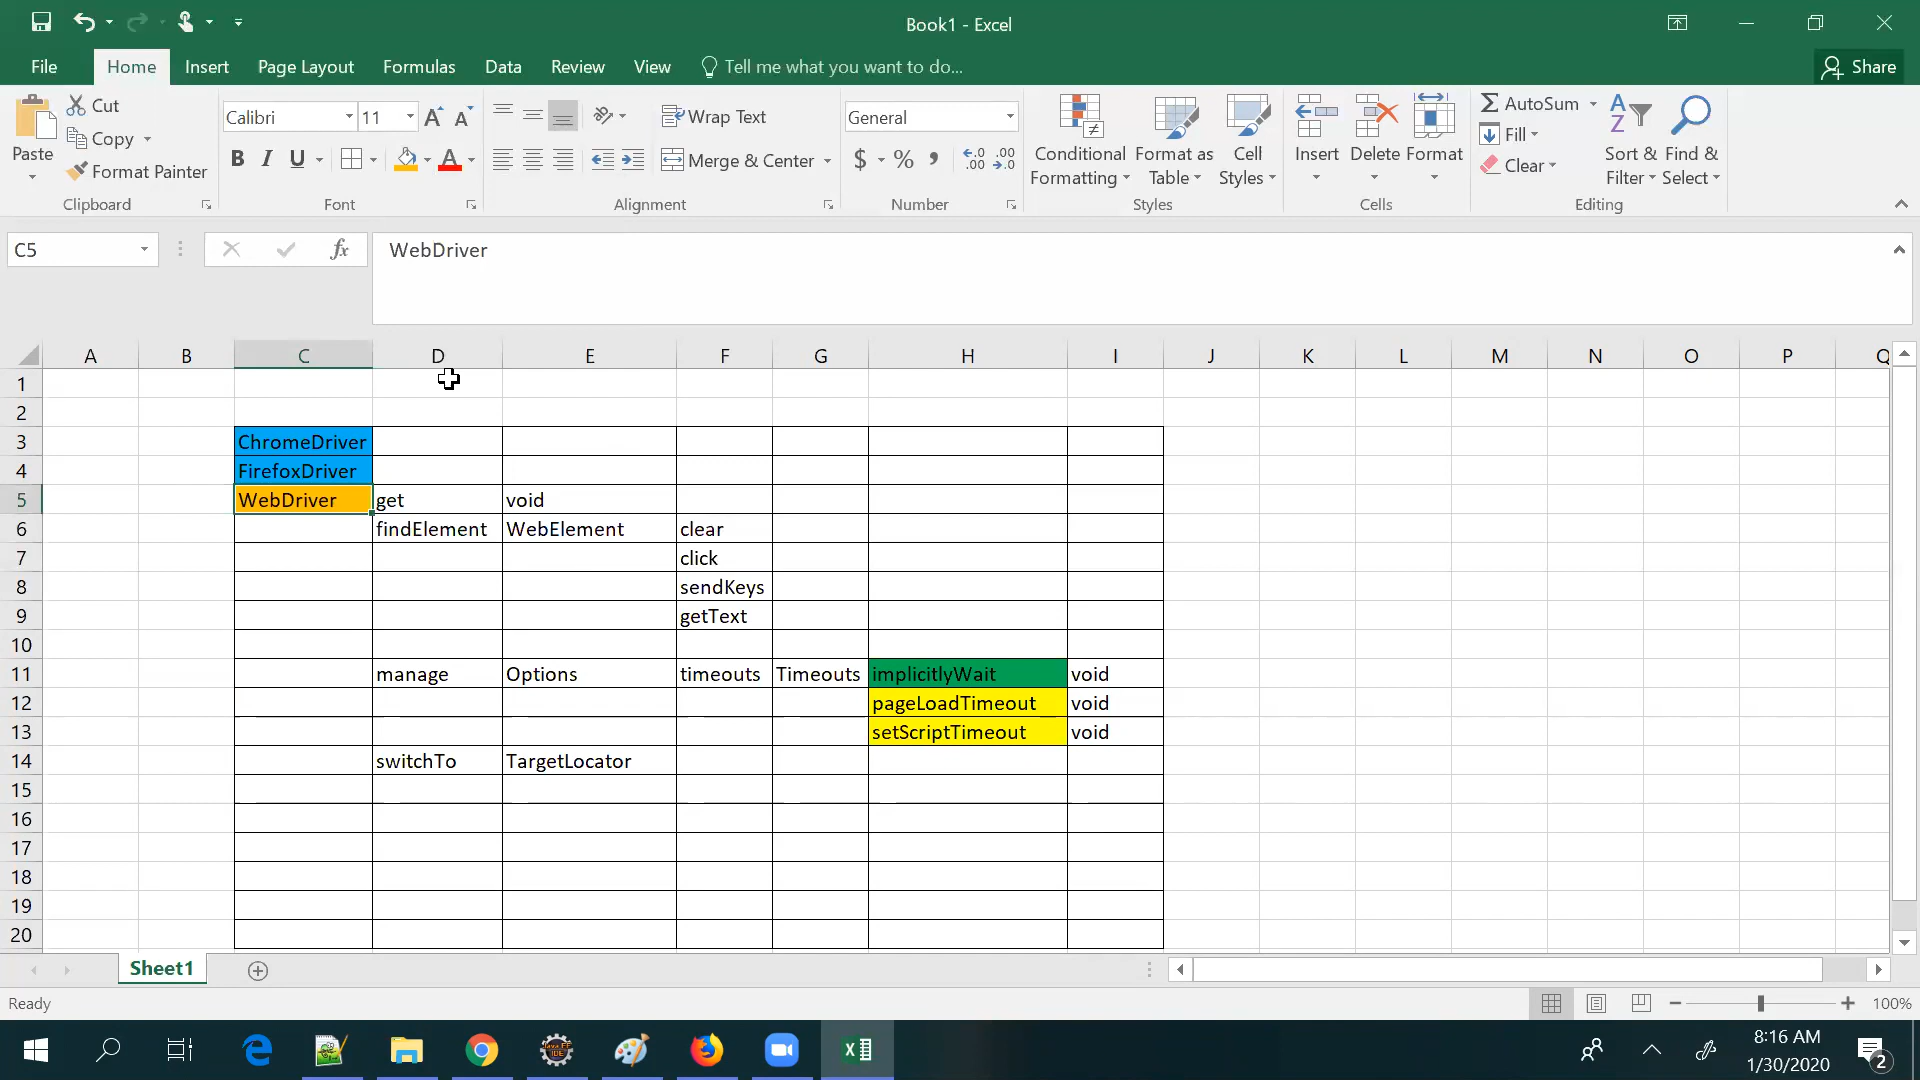 Book1 - Excel
File Home Insert Page Layout Formulas Data Review View Tell me what you want to do... Share
Paste
Cut
Copy
Format Painter
Clipboard
Calibri 11
B I U
Font
Wrap Text
Merge & Center
Alignment
General
$ % ,
Number
Conditional Formatting
Format as Table
Cell Styles
Styles
Insert Delete Format
Cells
AutoSum
Fill
Clear
Sort & Filter
Find & Select
Editing
C5 fx WebDriver
A B C D E F G H I J K L M N O P Q
1
2
3 ChromeDriver
4 FirefoxDriver
5 WebDriver get void
6 findElement WebElement clear
7 click
8 sendKeys
9 getText
10
11 manage Options timeouts Timeouts implicitlyWait void
12 pageLoadTimeout void
13 setScriptTimeout void
14 switchTo TargetLocator
15
16
17
18
19
20
Sheet1
Ready 100%
8:16 AM
1/30/2020
2